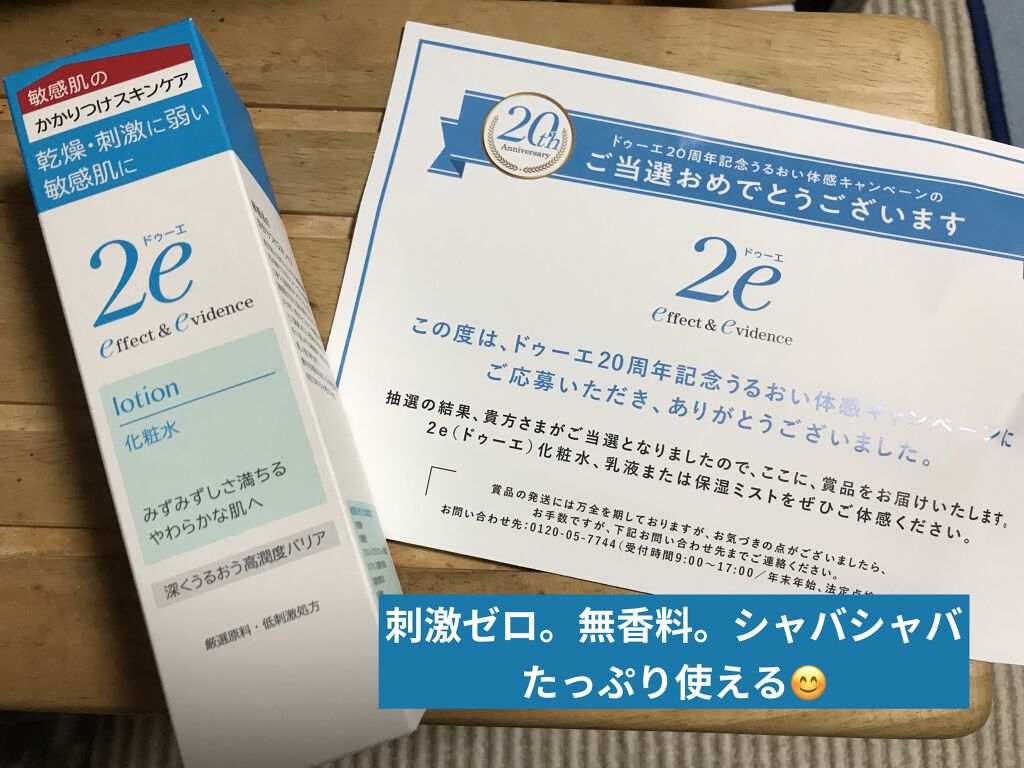 敏感肌の
かかりつけスキンケア
乾燥・刺激に弱い
敏感肌に
ドゥーエ
2e
effect & evidence
lotion
化粧水
みずみずしさ満ちる
やわらかな肌へ
深くうるおう高潤度バリア
厳選原料・低刺激処方
20th
Anniversary
ドゥーエ20周年記念うるおい体感キャンペーンの
ご当選おめでとうございます
ドゥーエ
2e
effect & evidence
この度は、ドゥーエ20周年記念うるおい体感キャンペーンに
ご応募いただき、ありがとうございました。
抽選の結果、貴方さまがご当選となりましたので、ここに、賞品をお届けいたします。
2e（ドゥーエ）化粧水、乳液または保湿ミストをぜひご体感ください。
賞品の発送には万全を期しておりますが、お気づきの点がございましたら、
お手数ですが、下記お問い合わせ先までご連絡ください。
お問い合わせ先：0120-05-7744（受付時間9:00〜17:00／年末年始、法定点検
刺激ゼロ。無香料。シャバシャバ
たっぷり使える😊